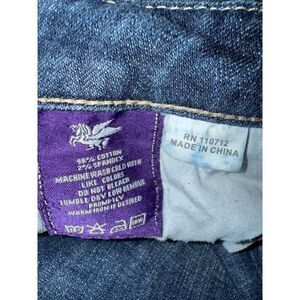 98% COTTON
2% SPANDEX
MACHINE WASH COLD WITH
LIKE COLORS
DO NOT BLEACH
TUMBLE DRY LOW REMOVE
PROMPTLY
WARM IRON IF DESIRED
RN 110712
MADE IN CHINA